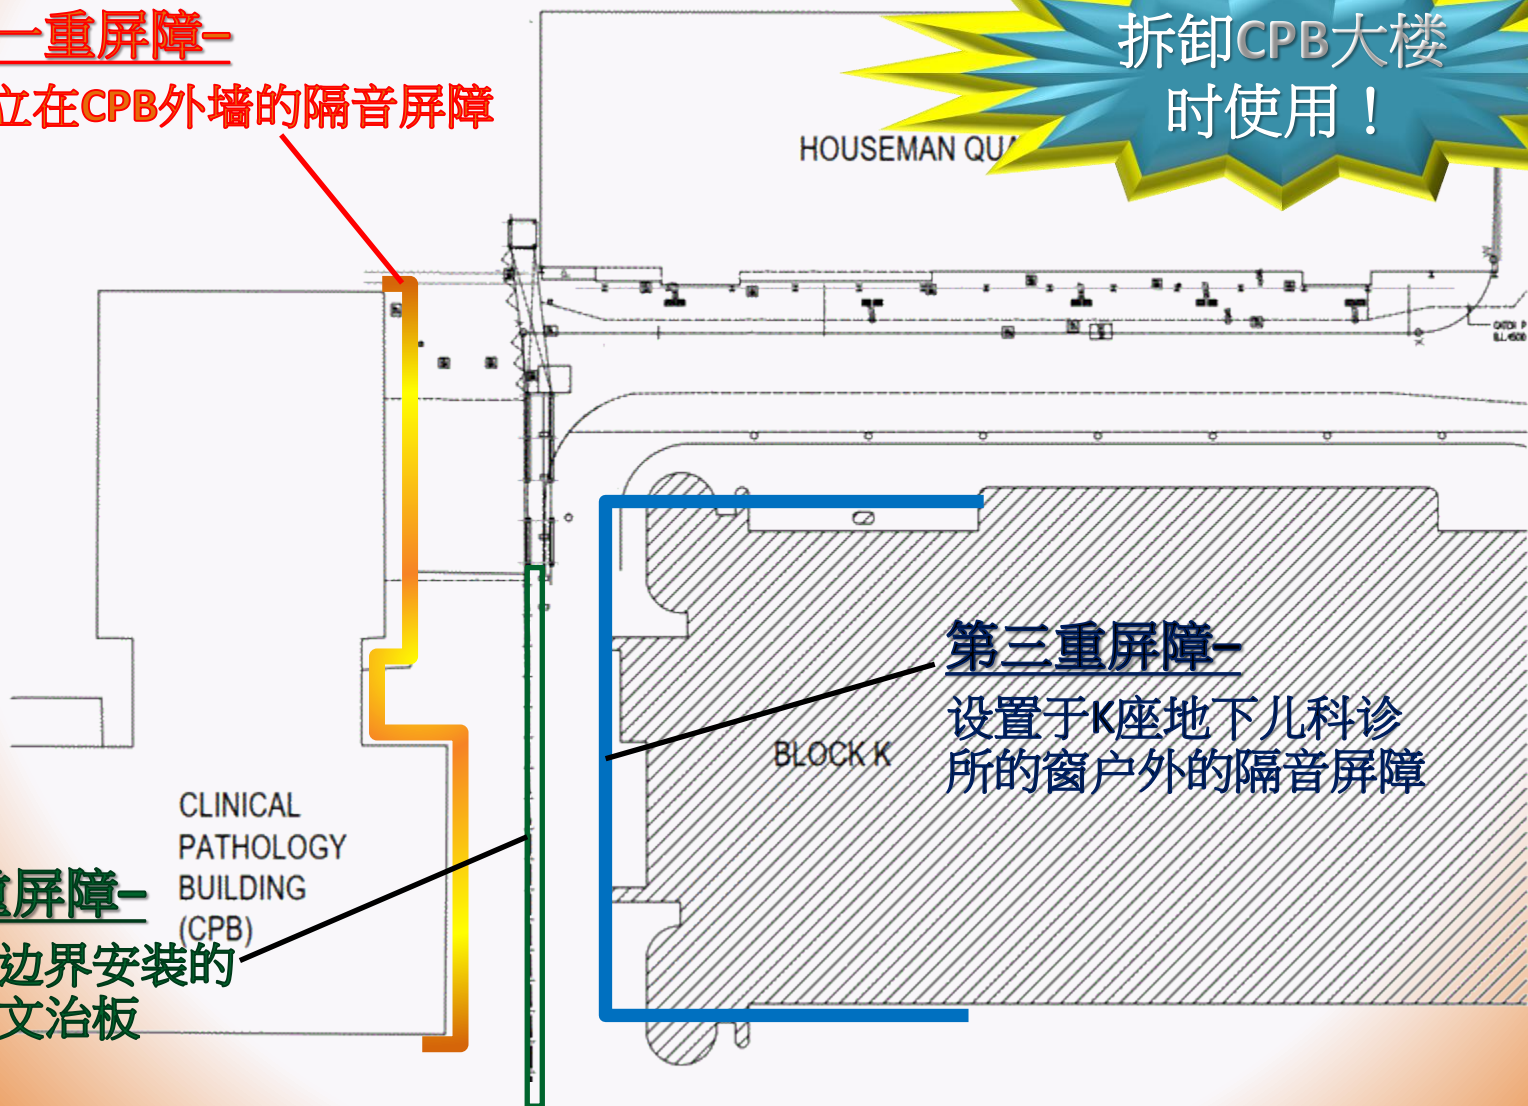 一重屏障–
立在CPB外墙的隔音屏障
拆卸CPB大楼
时使用！
HOUSEMAN QUA
CATCH P
第三重屏障–
设置于K座地下儿科诊
所的窗户外的隔音屏障
BLOCK K
CLINICAL
PATHOLOGY
BUILDING
(CPB)
重屏障–
边界安装的
文治板